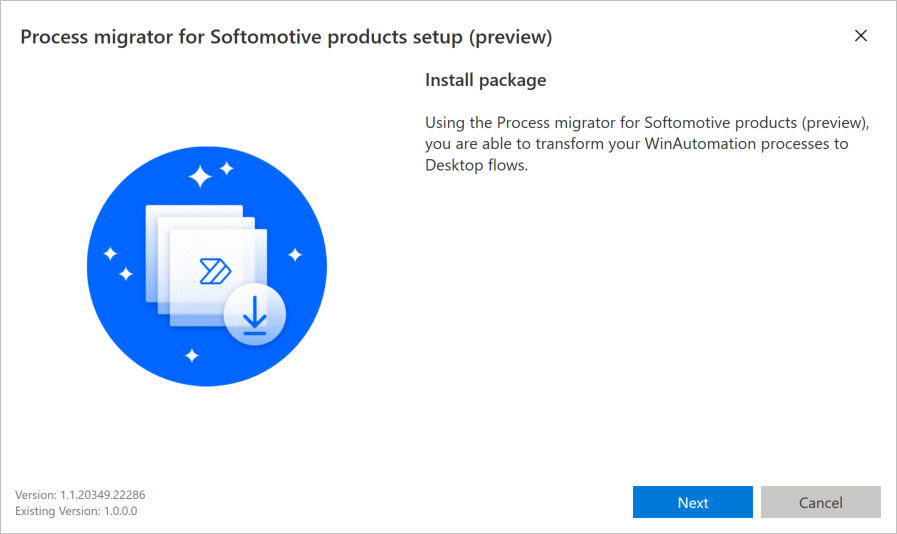 Process migrator for Softomotive products setup (preview)
Install package
Using the Process migrator for Softomotive products (preview),
you are able to transform your WinAutomation processes to
Desktop flows.
Version: 1.1.20349.22286
Existing Version: 1.0.0.0
Next
Cancel